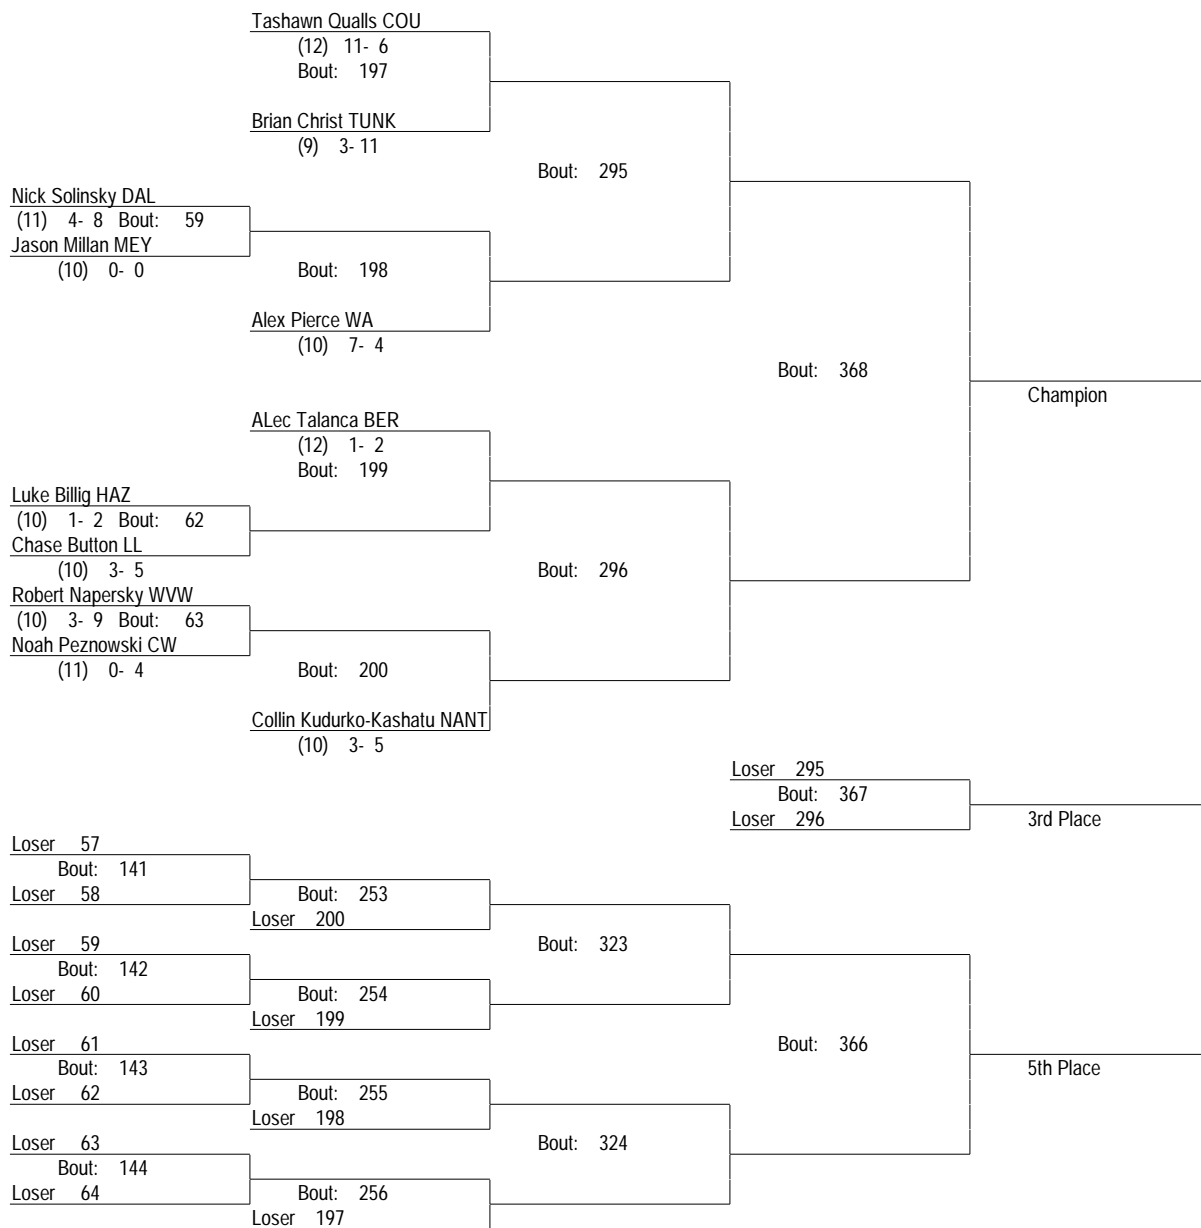 Tashawn Qualls COU
(12) 11- 6
Bout: 197
Brian Christ TUNK
(9) 3- 11
Bout: 295
Nick Solinsky DAL
(11) 4- 8 Bout: 59
Jason Millan MEY
(10) 0- 0
Bout: 198
Alex Pierce WA
(10) 7- 4
Bout: 368
Champion
ALec Talanca BER
(12) 1- 2
Bout: 199
Luke Billig HAZ
(10) 1- 2 Bout: 62
Chase Button LL
(10) 3- 5
Bout: 296
Robert Napersky WVW
(10) 3- 9 Bout: 63
Noah Peznowski CW
(11) 0- 4
Bout: 200
Collin Kudurko-Kashatu NANT
(10) 3- 5
Loser 295
Bout: 367
Loser 296
3rd Place
Loser 57
Bout: 141
Loser 58
Bout: 253
Loser 200
Bout: 323
Loser 59
Bout: 142
Loser 60
Bout: 254
Loser 199
Bout: 366
5th Place
Loser 61
Bout: 143
Loser 62
Bout: 255
Loser 198
Bout: 324
Loser 63
Bout: 144
Loser 64
Bout: 256
Loser 197